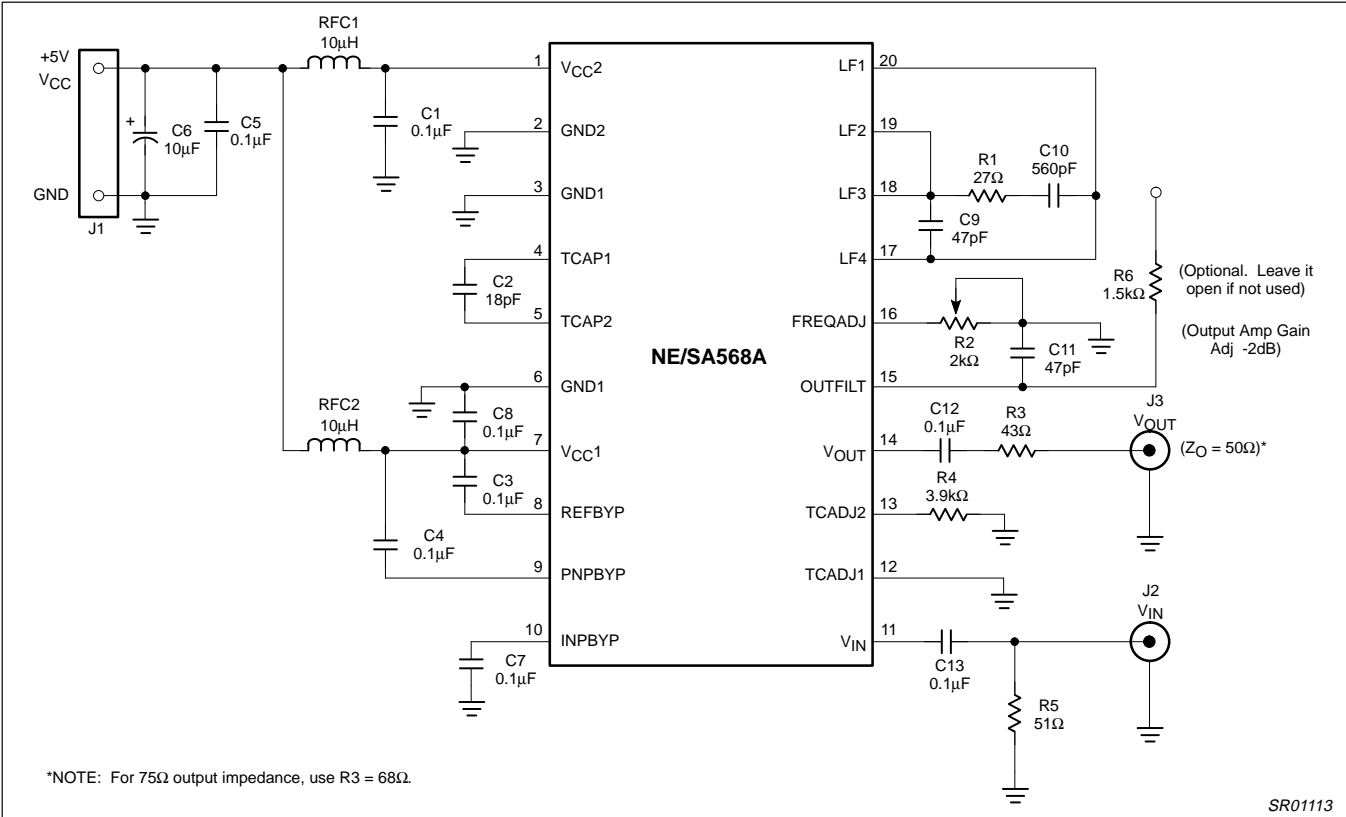 RFC1
10µH
+5V
VCC
GND
J1
+
C6
10µF
C5
0.1µF
C1
0.1µF
C2
18pF
RFC2
10µH
C8
0.1µF
C3
0.1µF
C4
0.1µF
C7
0.1µF
1
2
3
4
5
6
7
8
9
10
VCC2
GND2
GND1
TCAP1
TCAP2
GND1
VCC1
REFBYP
PNPBYP
INPBYP
NE/SA568A
LF1
LF2
LF3
LF4
FREQADJ
OUTFILT
VOUT
TCADJ2
TCADJ1
VIN
20
19
18
17
16
15
14
13
12
11
R1
27Ω
C10
560pF
C9
47pF
R2
2kΩ
C11
47pF
R6
1.5kΩ
(Optional. Leave it
open if not used)
(Output Amp Gain
Adj -2dB)
C12
0.1µF
R3
43Ω
J3
VOUT
(ZO = 50Ω)*
R4
3.9kΩ
J2
VIN
C13
0.1µF
R5
51Ω
*NOTE: For 75Ω output impedance, use R3 = 68Ω.
SR01113